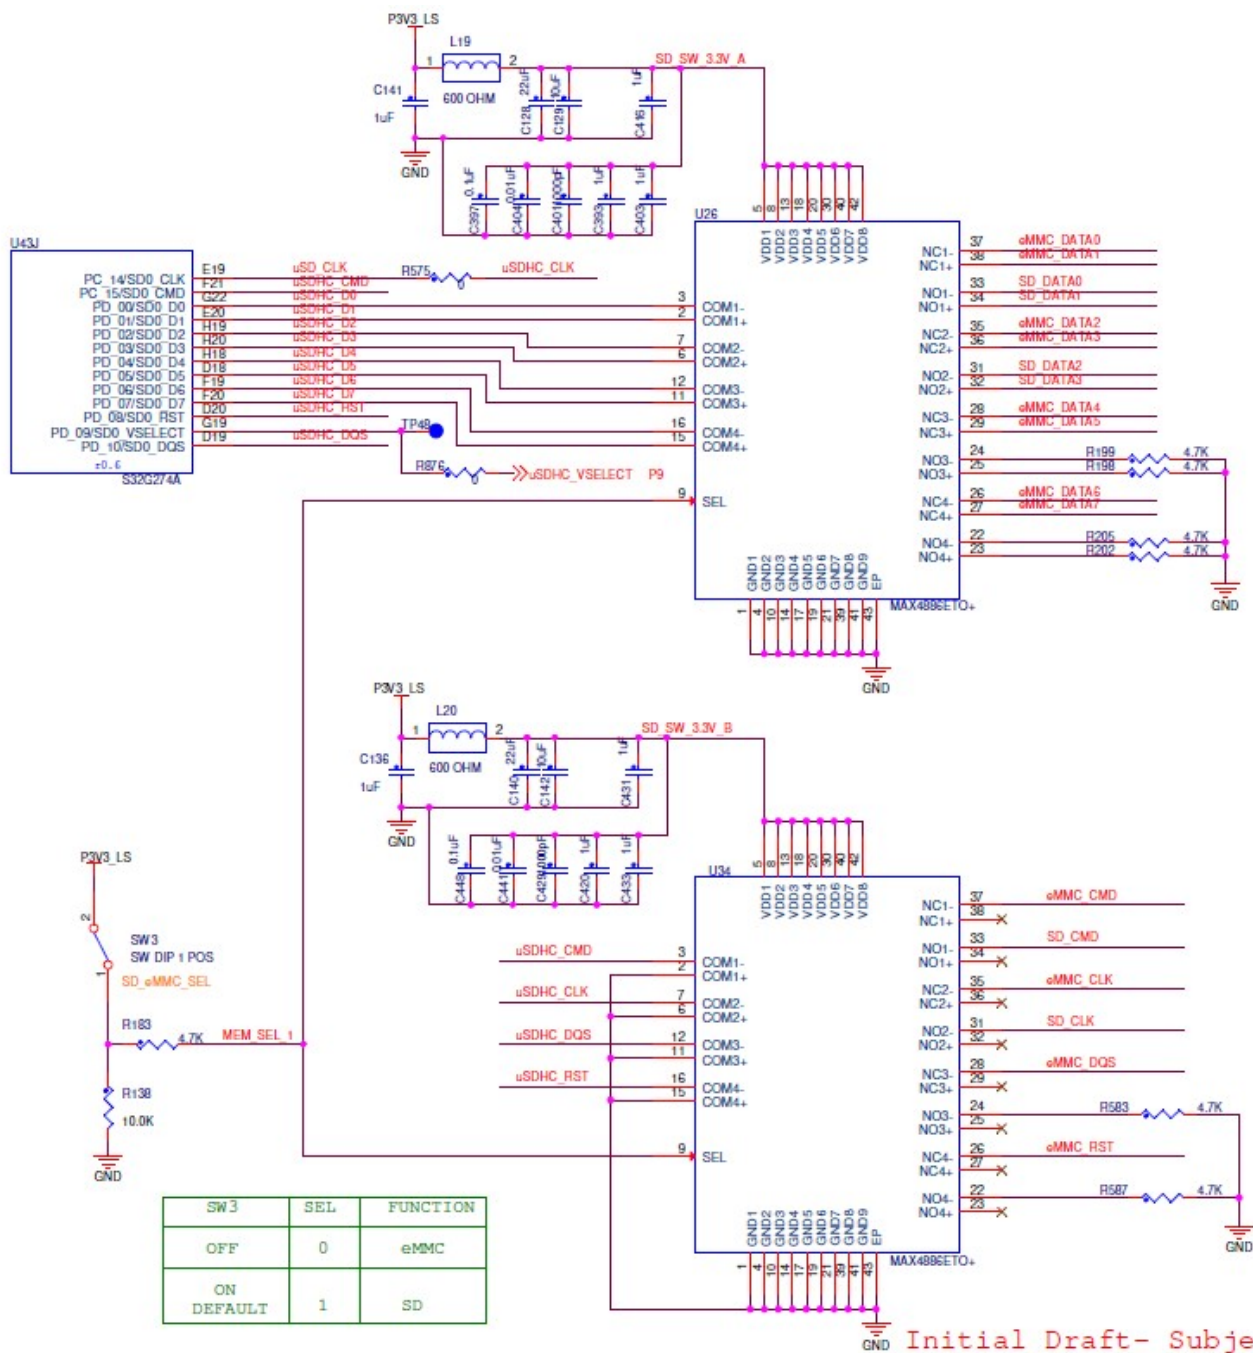 P3V3_LS
L19
1
2
SD_SW_3.3V_A
C141
1uF
600 OHM
22uF
C128
10uF
C129
1uF
C416
GND
0.1uF
C397
0.01uF
C404
C401
1uF
C393
1uF
C403
U26
5
8
13
18
20
30
40
42
VDD1
VDD2
VDD3
VDD4
VDD5
VDD6
VDD7
VDD8
U43J
PC_14/SD0_CLK E19 uSD_CLK R575 0 uSDHC_CLK
PC_15/SD0_CMD F21 uSDHC_CMD
PD_00/SD0_D0 G22 uSDHC_D0
PD_01/SD0_D1 E20 uSDHC_D1
PD_02/SD0_D2 H19 uSDHC_D2
PD_03/SD0_D3 H20 uSDHC_D3
PD_04/SD0_D4 H18 uSDHC_D4
PD_05/SD0_D5 D18 uSDHC_D5
PD_06/SD0_D6 F19 uSDHC_D6
PD_07/SD0_D7 F20 uSDHC_D7
PD_08/SD0_RST D20 uSDHC_RST
PD_09/SD0_VSELECT G19 TP48
PD_10/SD0_DQS D19 uSDHC_DQS
±0.6
S32G274A
R876 0 uSDHC_VSELECT P9
3 COM1-
2 COM1+
7 COM2-
6 COM2+
12 COM3-
11 COM3+
16 COM4-
15 COM4+
9 SEL
NC1- 37 eMMC_DATA0
NC1+ 38 eMMC_DATA1
NO1- 33 SD_DATA0
NO1+ 34 SD_DATA1
NC2- 35 eMMC_DATA2
NC2+ 36 eMMC_DATA3
NO2- 31 SD_DATA2
NO2+ 32 SD_DATA3
NC3- 28 eMMC_DATA4
NC3+ 29 eMMC_DATA5
NO3- 24 R199 4.7K
NO3+ 25 R198 4.7K
NC4- 26 eMMC_DATA6
NC4+ 27 eMMC_DATA7
NO4- 22 R205 4.7K
NO4+ 23 R202 4.7K
GND
GND1
GND2
GND3
GND4
GND5
GND6
GND7
GND8
GND9
EP
1
4
10
14
17
19
21
39
41
43
MAX4886ETO+
GND
P3V3_LS
L20
1
2
SD_SW_3.3V_B
C136
1uF
600 OHM
22uF
C140
10uF
C142
1uF
C431
GND
0.1uF
C448
0.01uF
C441
C429
1uF
C420
1uF
C433
U34
5
8
13
18
20
30
40
42
VDD1
VDD2
VDD3
VDD4
VDD5
VDD6
VDD7
VDD8
P3V3_LS
2
SW3
SW DIP 1 POS
1
SD_eMMC_SEL
R183
4.7K
MEM_SEL_1
R138
10.0K
GND
uSDHC_CMD 3 COM1-
2 COM1+
uSDHC_CLK 7 COM2-
6 COM2+
uSDHC_DQS 12 COM3-
11 COM3+
uSDHC_RST 16 COM4-
15 COM4+
9 SEL
NC1- 37 eMMC_CMD
NC1+ 38
NO1- 33 SD_CMD
NO1+ 34
NC2- 35 eMMC_CLK
NC2+ 36
NO2- 31 SD_CLK
NO2+ 32
NC3- 28 eMMC_DQS
NC3+ 29
NO3- 24 R583 4.7K
NO3+ 25
NC4- 26 eMMC_RST
NC4+ 27
NO4- 22 R587 4.7K
NO4+ 23
GND
GND1
GND2
GND3
GND4
GND5
GND6
GND7
GND8
GND9
EP
1
4
10
14
17
19
21
39
41
43
MAX4886ETO+
GND
SW3 SEL FUNCTION
OFF 0 eMMC
ON
DEFAULT 1 SD
Initial Draft- Subje